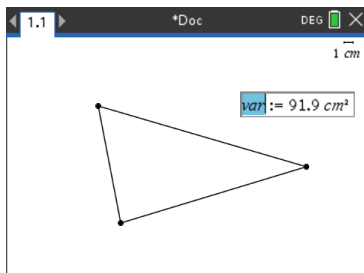 1.1 *Doc DEG
1 cm
var := 91.9 cm²